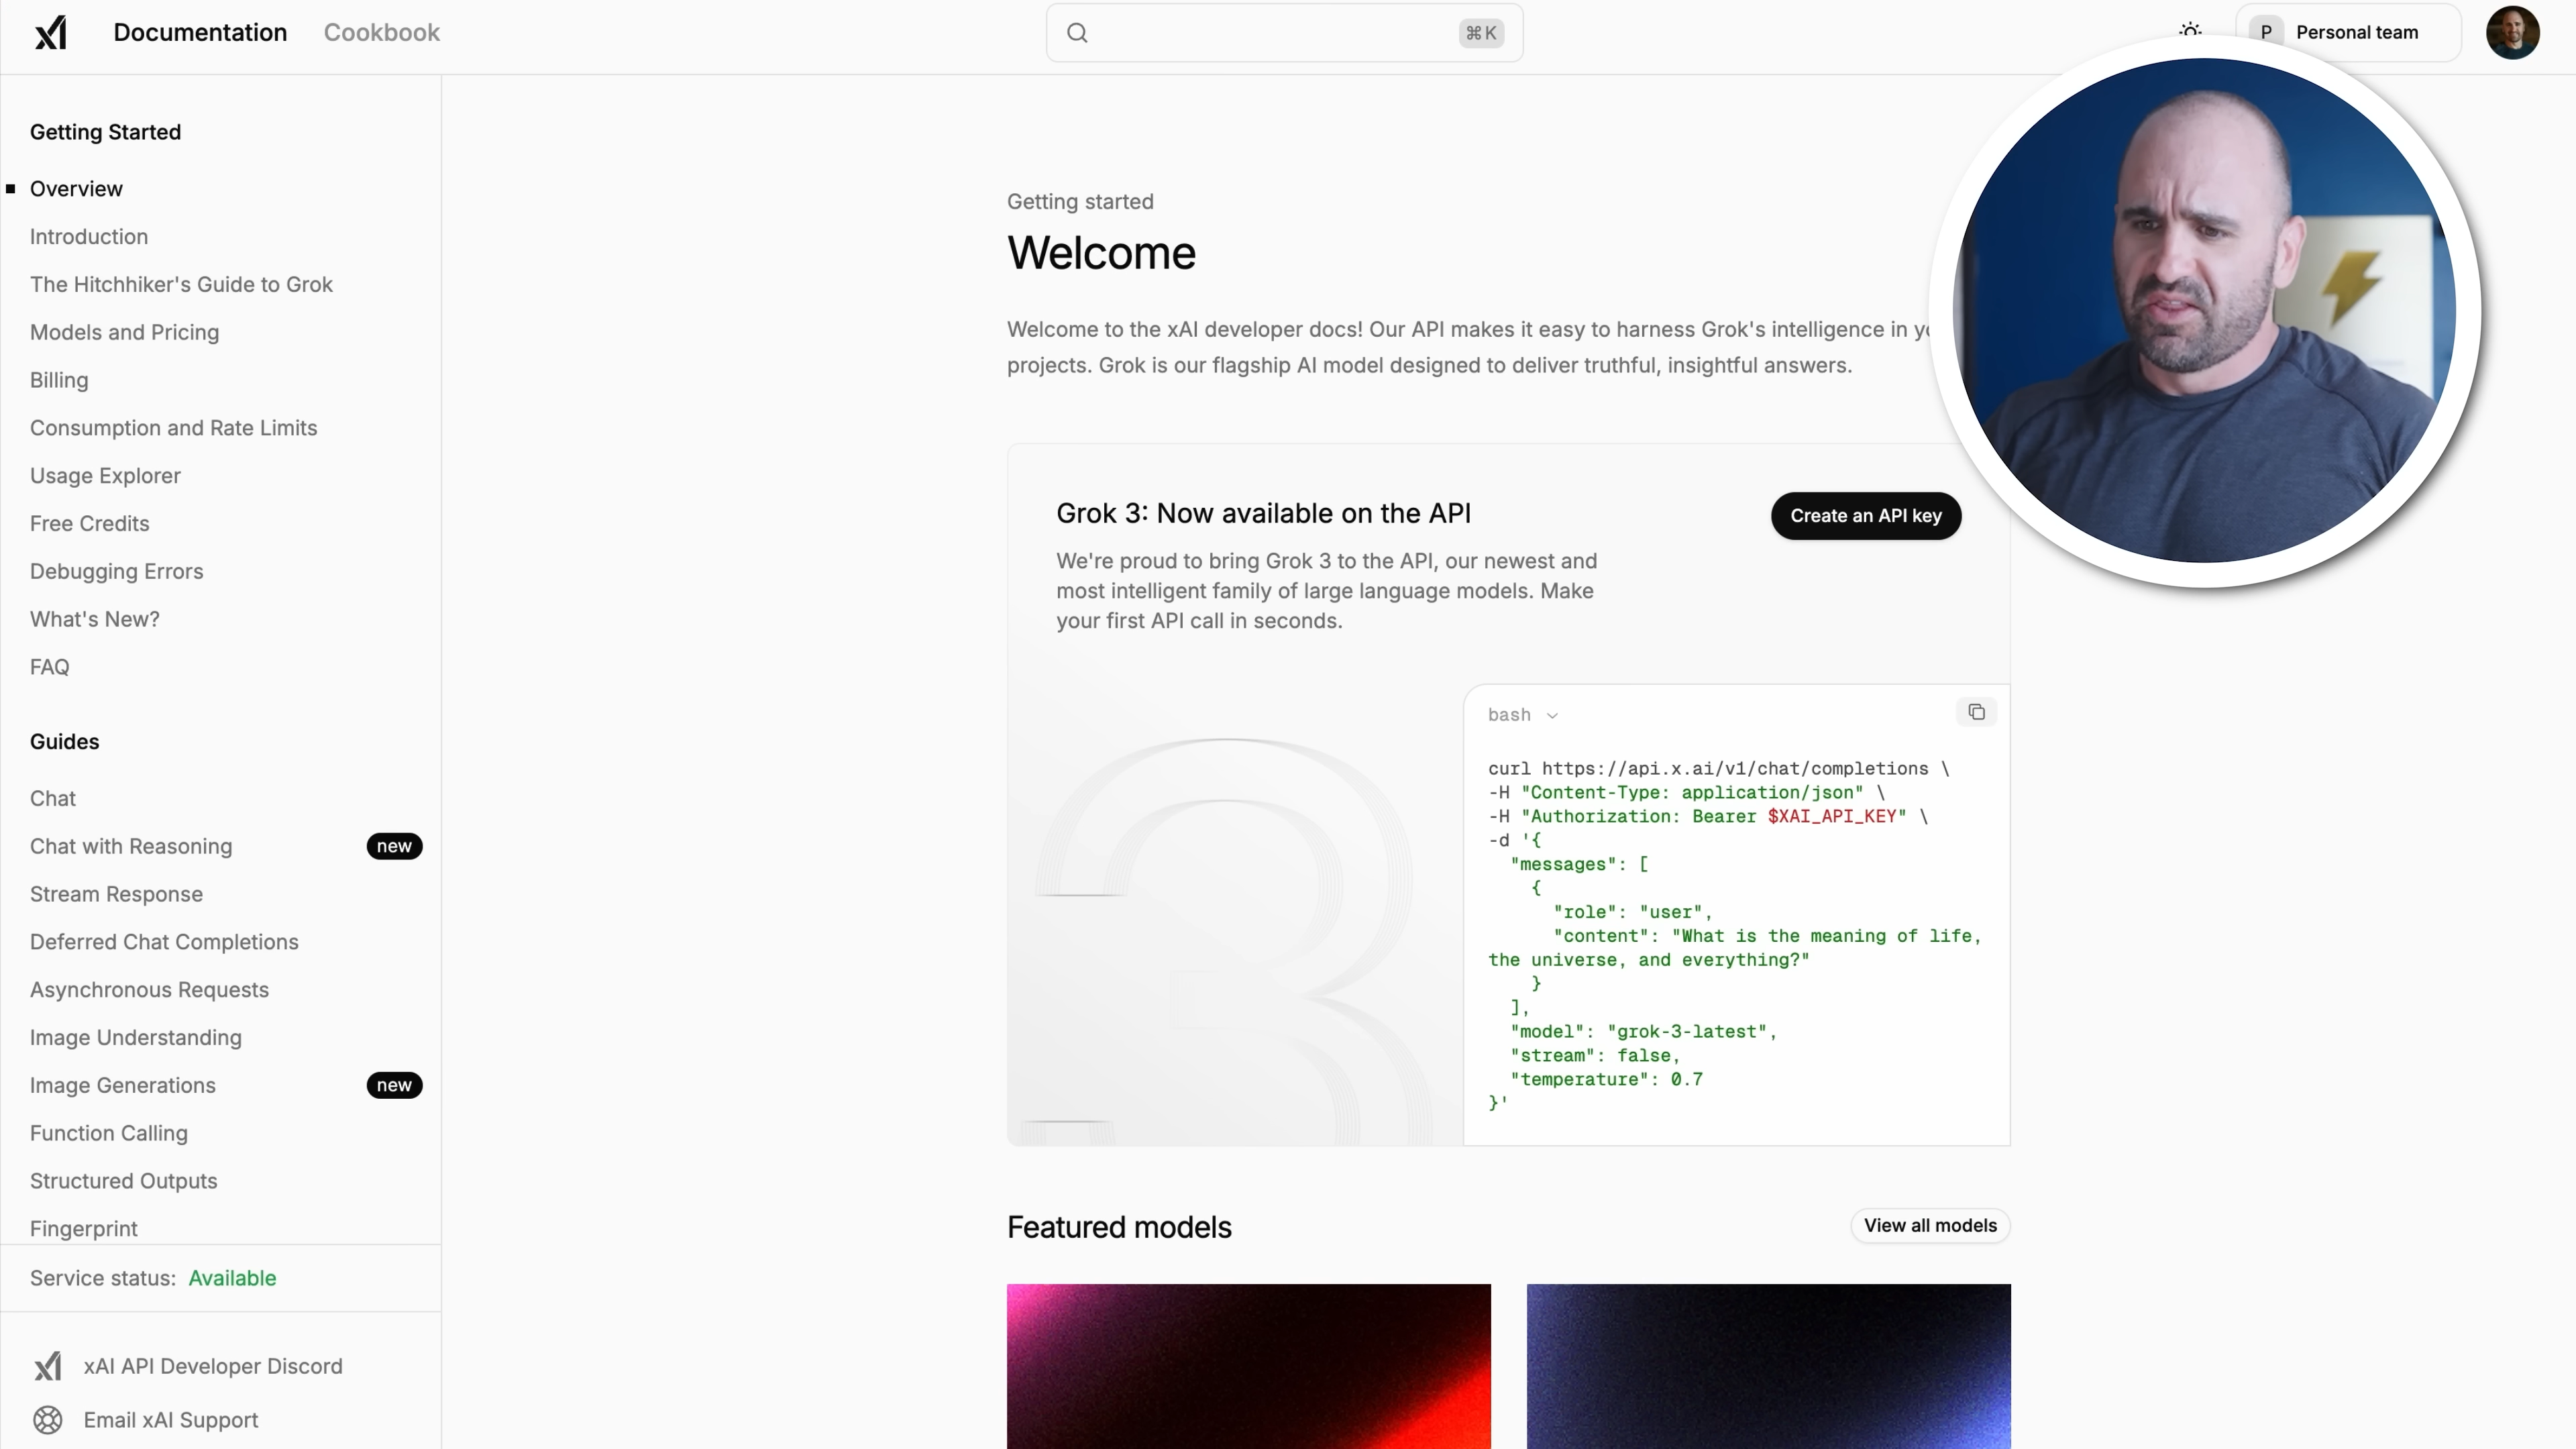 Documentation
Cookbook
⌘ K
P
Personal team
Getting Started
Overview
Introduction
The Hitchhiker's Guide to Grok
Models and Pricing
Billing
Consumption and Rate Limits
Usage Explorer
Free Credits
Debugging Errors
What's New?
FAQ
Guides
Chat
Chat with Reasoning
new
Stream Response
Deferred Chat Completions
Asynchronous Requests
Image Understanding
Image Generations
new
Function Calling
Structured Outputs
Fingerprint
Service status: Available
xAI API Developer Discord
Email xAI Support
Getting started
Welcome
Welcome to the xAI developer docs! Our API makes it easy to harness Grok's intelligence in
projects. Grok is our flagship AI model designed to deliver truthful, insightful answers.
Grok 3: Now available on the API
Create an API key
We're proud to bring Grok 3 to the API, our newest and
most intelligent family of large language models. Make
your first API call in seconds.
3
bash
curl https://api.x.ai/v1/chat/completions \
-H "Content-Type: application/json" \
-H "Authorization: Bearer $XAI_API_KEY" \
-d '{
"messages": [
{
"role": "user",
"content": "What is the meaning of life,
the universe, and everything?"
}
],
"model": "grok-3-latest",
"stream": false,
"temperature": 0.7
}'
Featured models
View all models